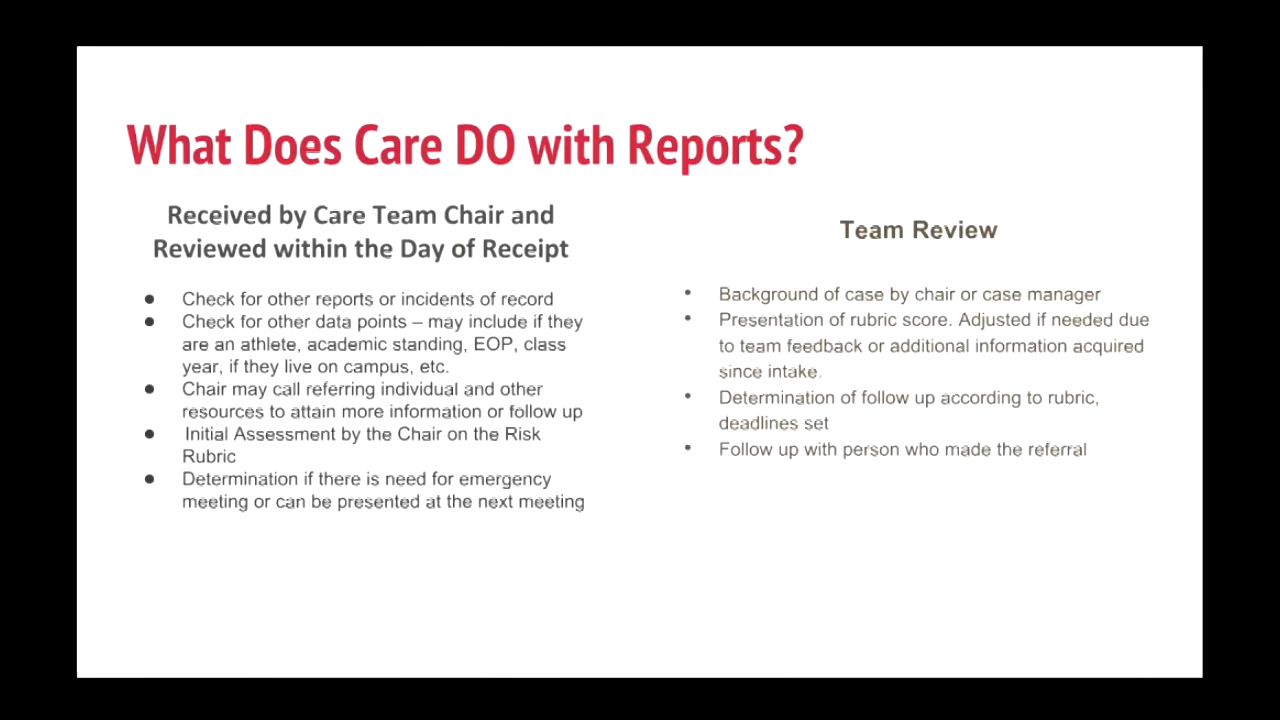 What Does Care DO with Reports?
Received by Care Team Chair and
Reviewed within the Day of Receipt
● Check for other reports or incidents of record
● Check for other data points – may include if they
are an athlete, academic standing, EOP, class
year, if they live on campus, etc.
● Chair may call referring individual and other
resources to attain more information or follow up
● Initial Assessment by the Chair on the Risk
Rubric
● Determination if there is need for emergency
meeting or can be presented at the next meeting
Team Review
• Background of case by chair or case manager
• Presentation of rubric score. Adjusted if needed due
to team feedback or additional information acquired
since intake.
• Determination of follow up according to rubric,
deadlines set
• Follow up with person who made the referral